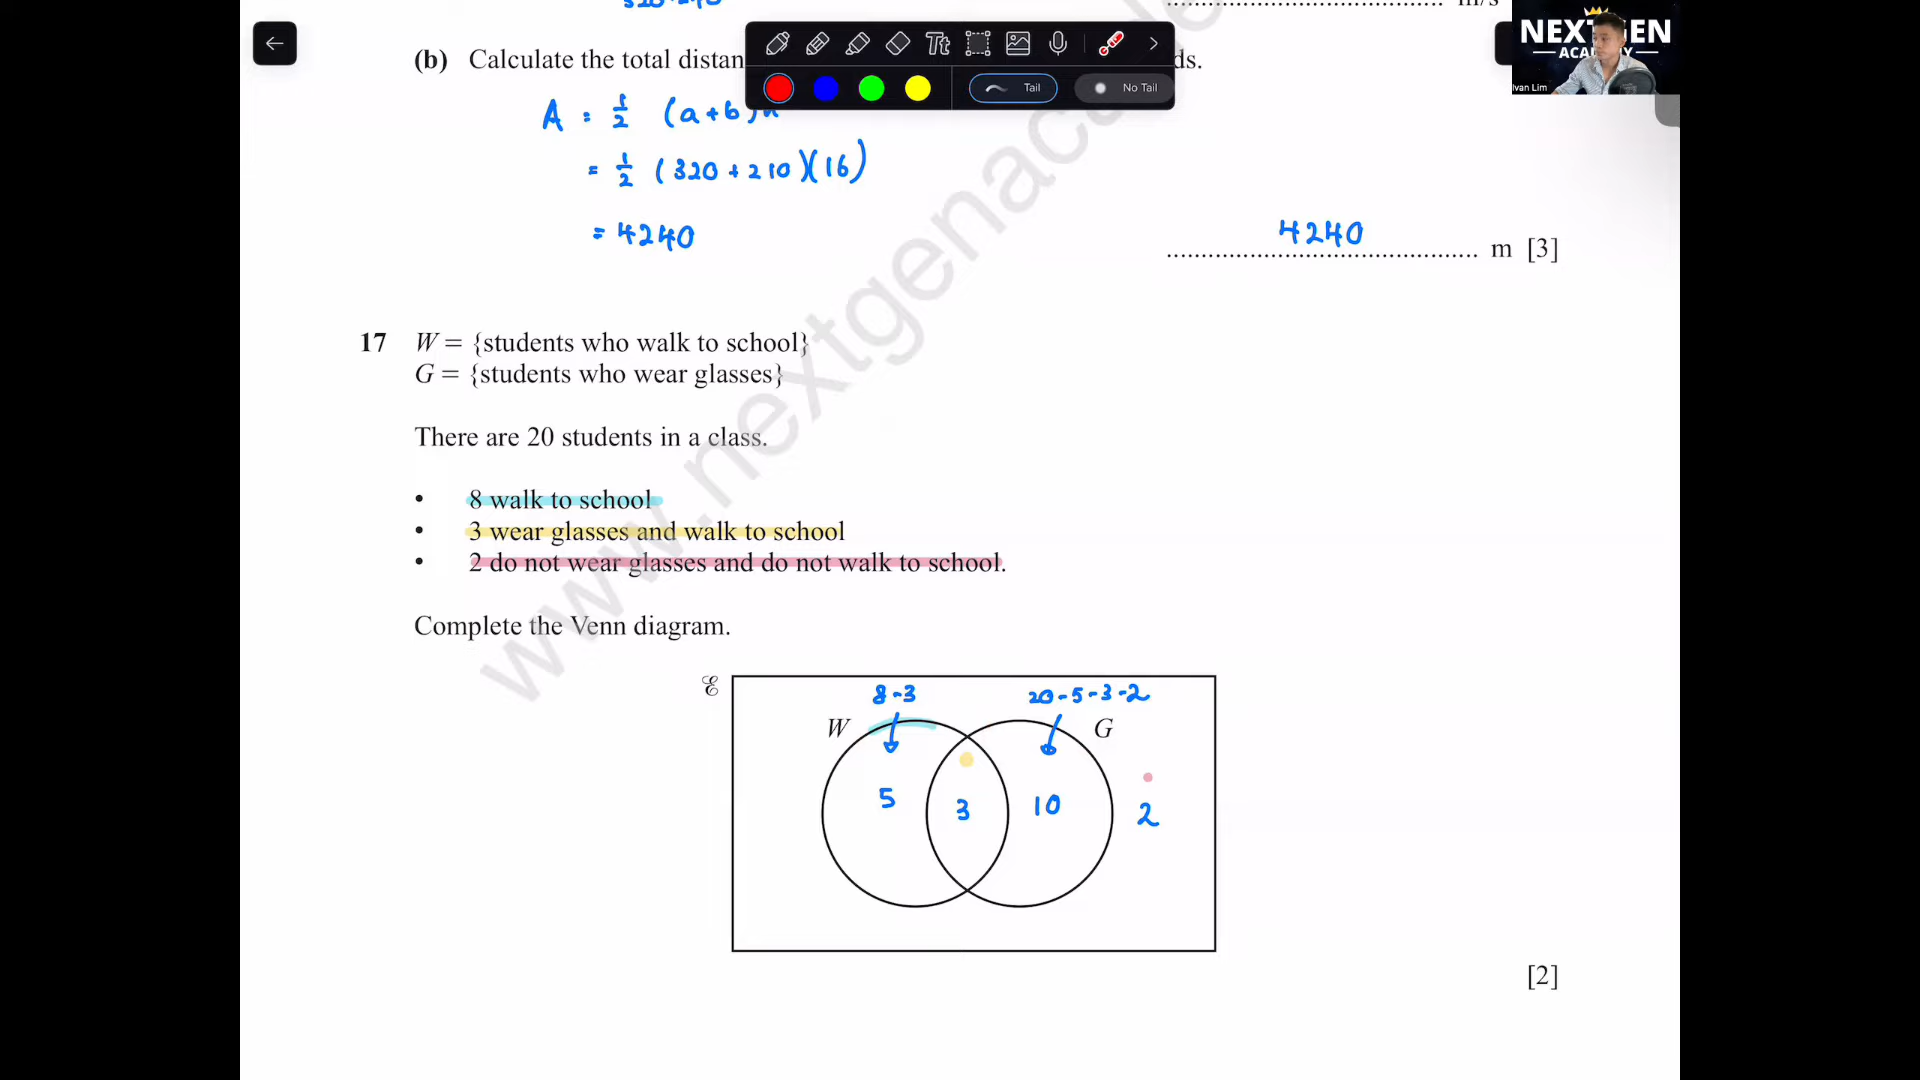 m/s
NEXTGEN
ACADEMY
Ivan Lim
Tt
Tail
No Tail
(b) Calculate the total distan ds.
A = 1/2 (a+b)h
= 1/2 (320+210)(16)
= 4240
4240
m [3]
17 W = {students who walk to school}
G = {students who wear glasses}
There are 20 students in a class.
• 8 walk to school
• 3 wear glasses and walk to school
• 2 do not wear glasses and do not walk to school.
Complete the Venn diagram.
ℰ 8-3 20-5-3-2
W G
5 3 10 2
[2]